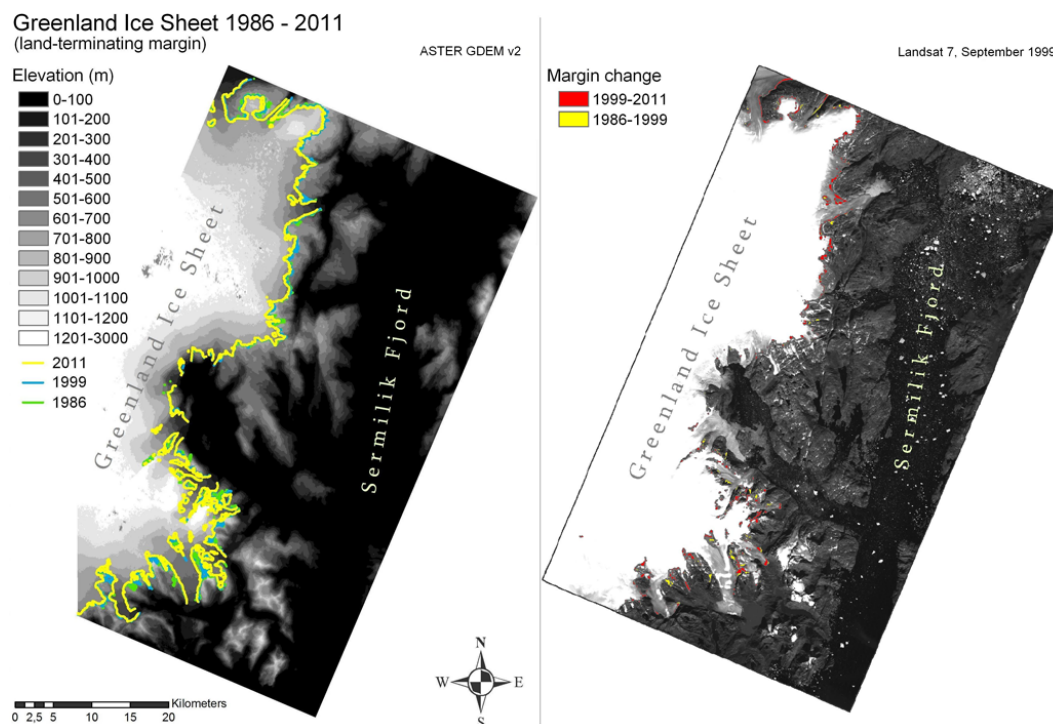 Greenland Ice Sheet 1986 - 2011
(land-terminating margin)
ASTER GDEM v2
Elevation (m)
0-100
101-200
201-300
301-400
401-500
501-600
601-700
701-800
801-900
901-1000
1001-1100
1101-1200
1201-3000
2011
1999
1986
Greenland Ice Sheet
Sermilik Fjord
N
W E
S
Kilometers
0 2,5 5 10 15 20
Landsat 7, September 1999
Margin change
1999-2011
1986-1999
Greenland Ice Sheet
Sermilik Fjord